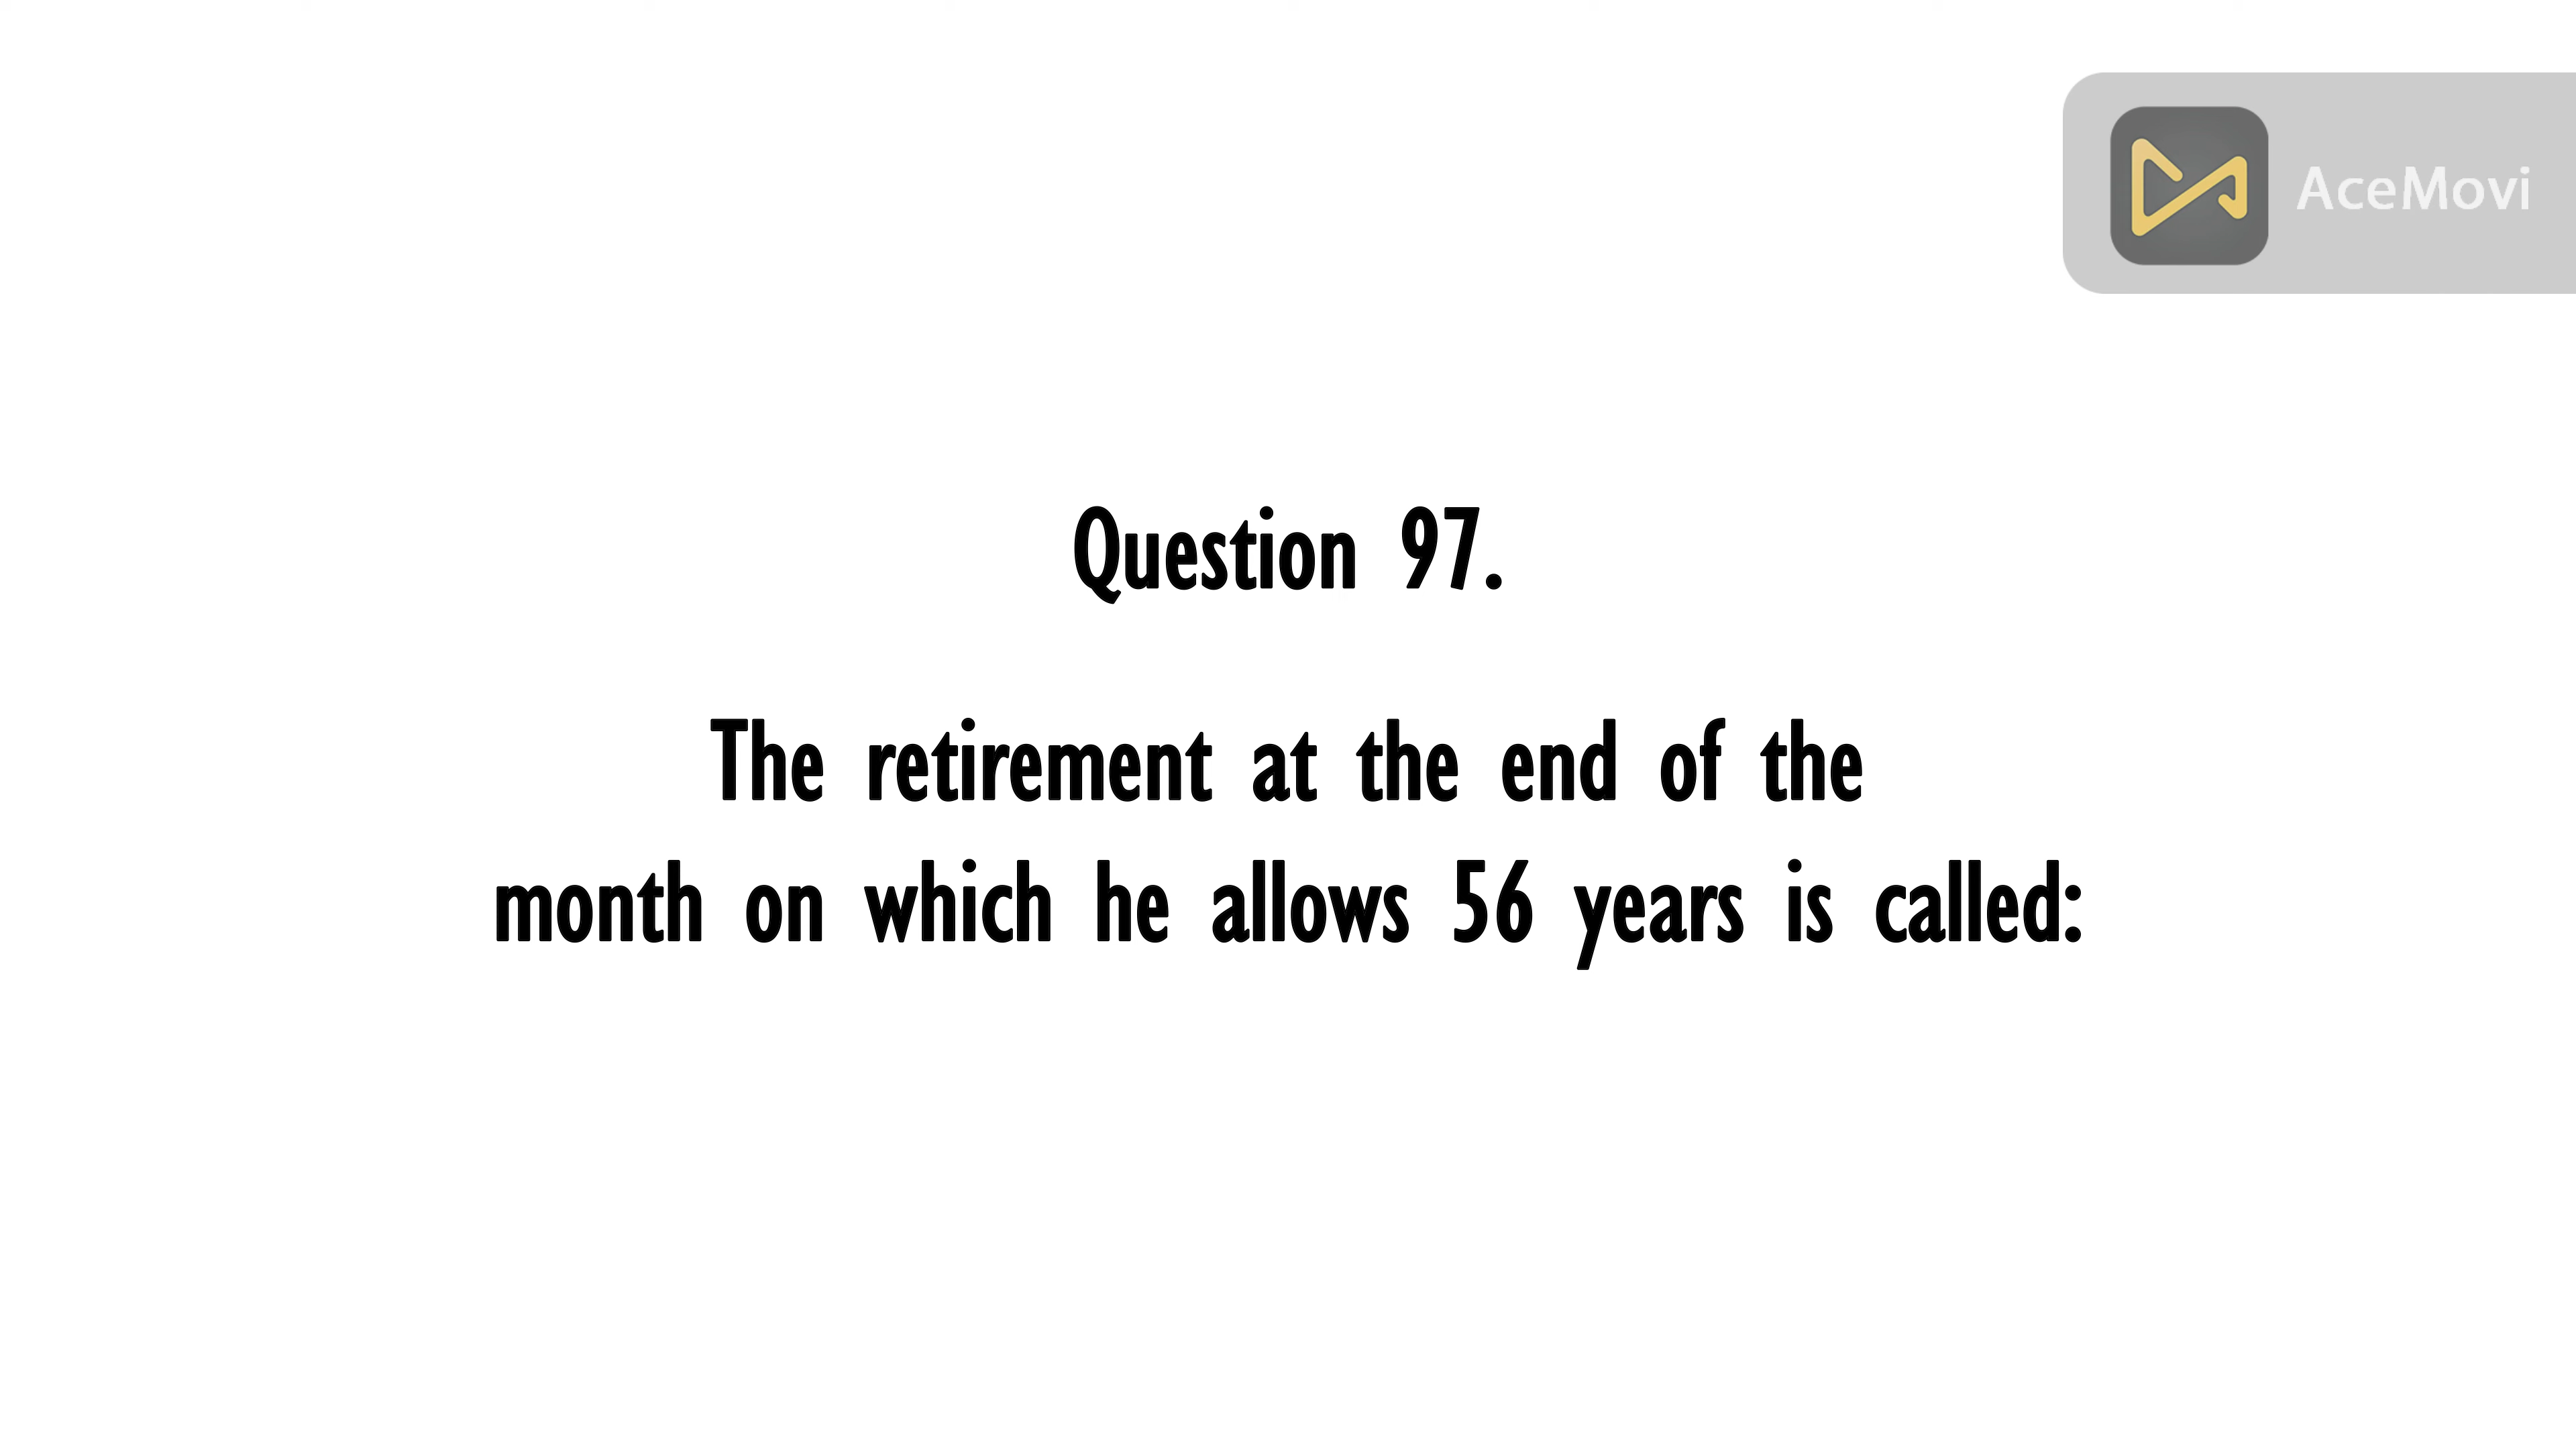 AceMovi
Question 97.
The retirement at the end of the
month on which he allows 56 years is called: